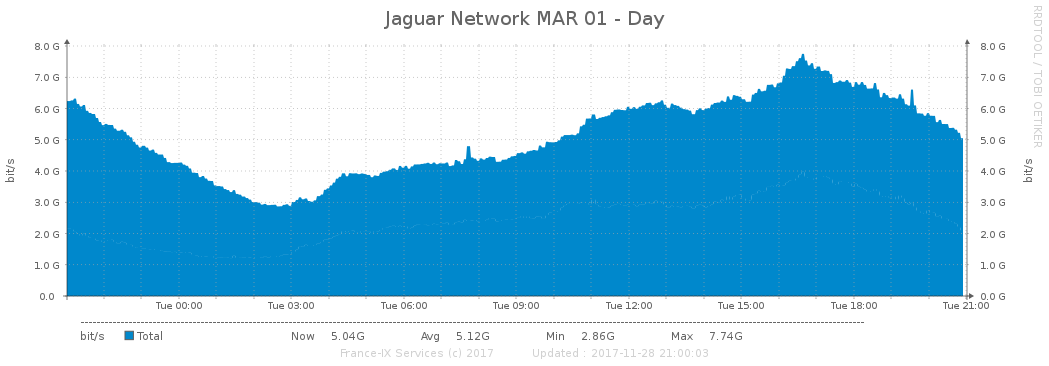 Jaguar Network MAR 01 - Day
RRDTOOL / TOBI OETIKER
bit/s
8.0 G 8.0 G
7.0 G 7.0 G
6.0 G 6.0 G
5.0 G 5.0 G
4.0 G 4.0 G
3.0 G 3.0 G
2.0 G 2.0 G
1.0 G 1.0 G
0.0 0.0 G
bit/s
Tue 00:00 Tue 03:00 Tue 06:00 Tue 09:00 Tue 12:00 Tue 15:00 Tue 18:00 Tue 21:00
bit/s Total Now 5.04G Avg 5.12G Min 2.86G Max 7.74G
France-IX Services (c) 2017 Updated : 2017-11-28 21:00:03